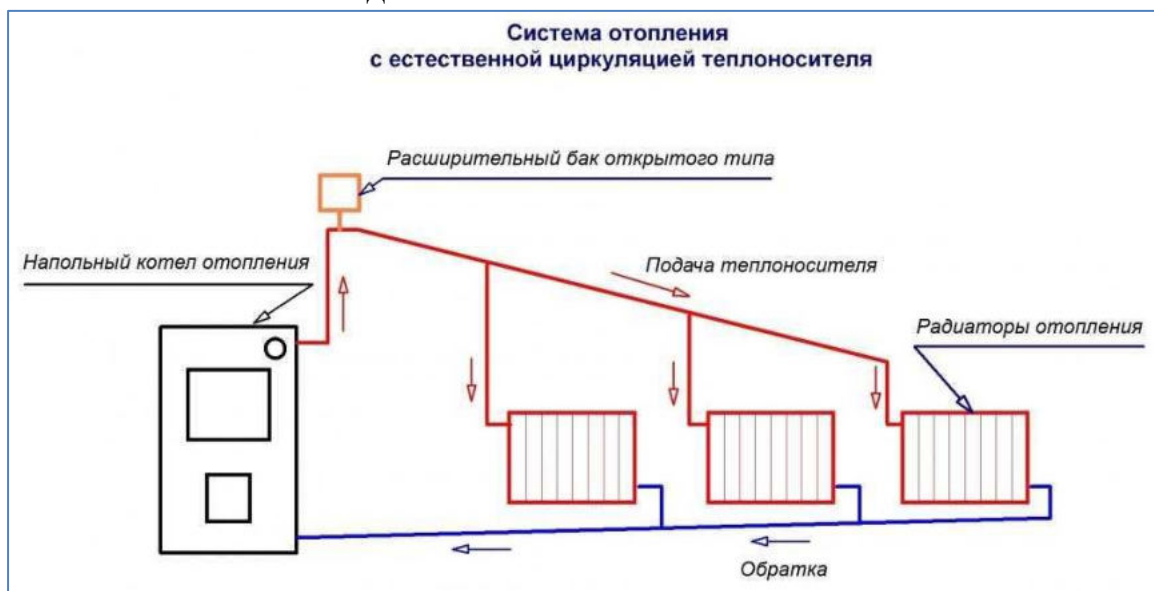 Система отопления
с естественной циркуляцией теплоносителя
Расширительный бак открытого типа
Напольный котел отопления
Подача теплоносителя
Радиаторы отопления
Обратка